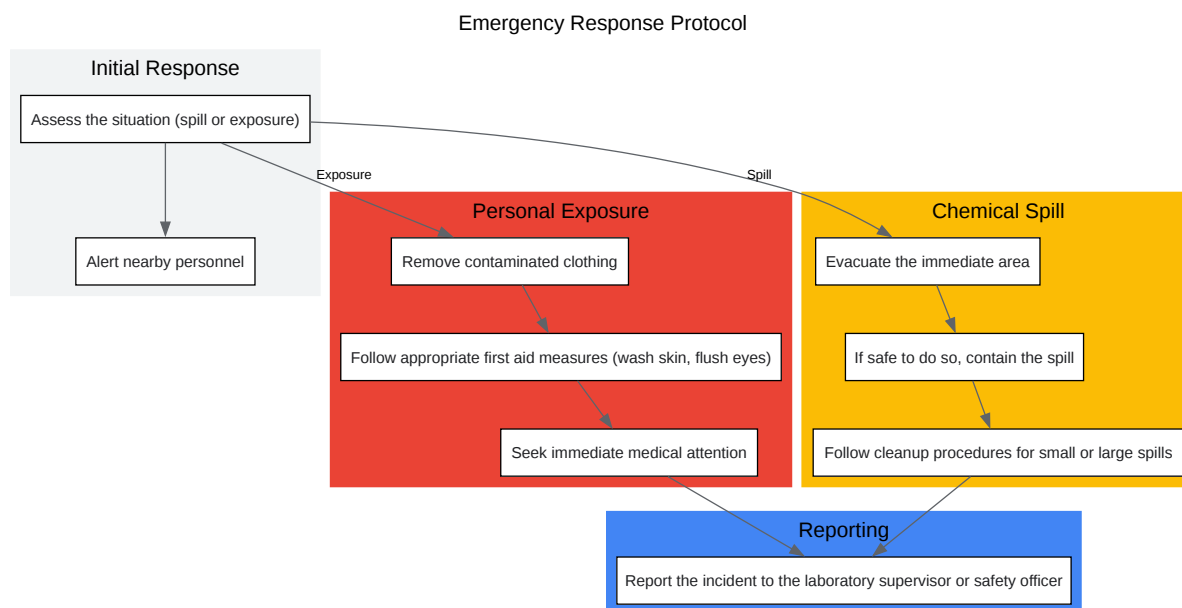 Emergency Response Protocol
Initial Response
Assess the situation (spill or exposure)
Exposure
Spill
Personal Exposure
Chemical Spill
Alert nearby personnel
Remove contaminated clothing
Evacuate the immediate area
Follow appropriate first aid measures (wash skin, flush eyes)
If safe to do so, contain the spill
Seek immediate medical attention
Follow cleanup procedures for small or large spills
Reporting
Report the incident to the laboratory supervisor or safety officer